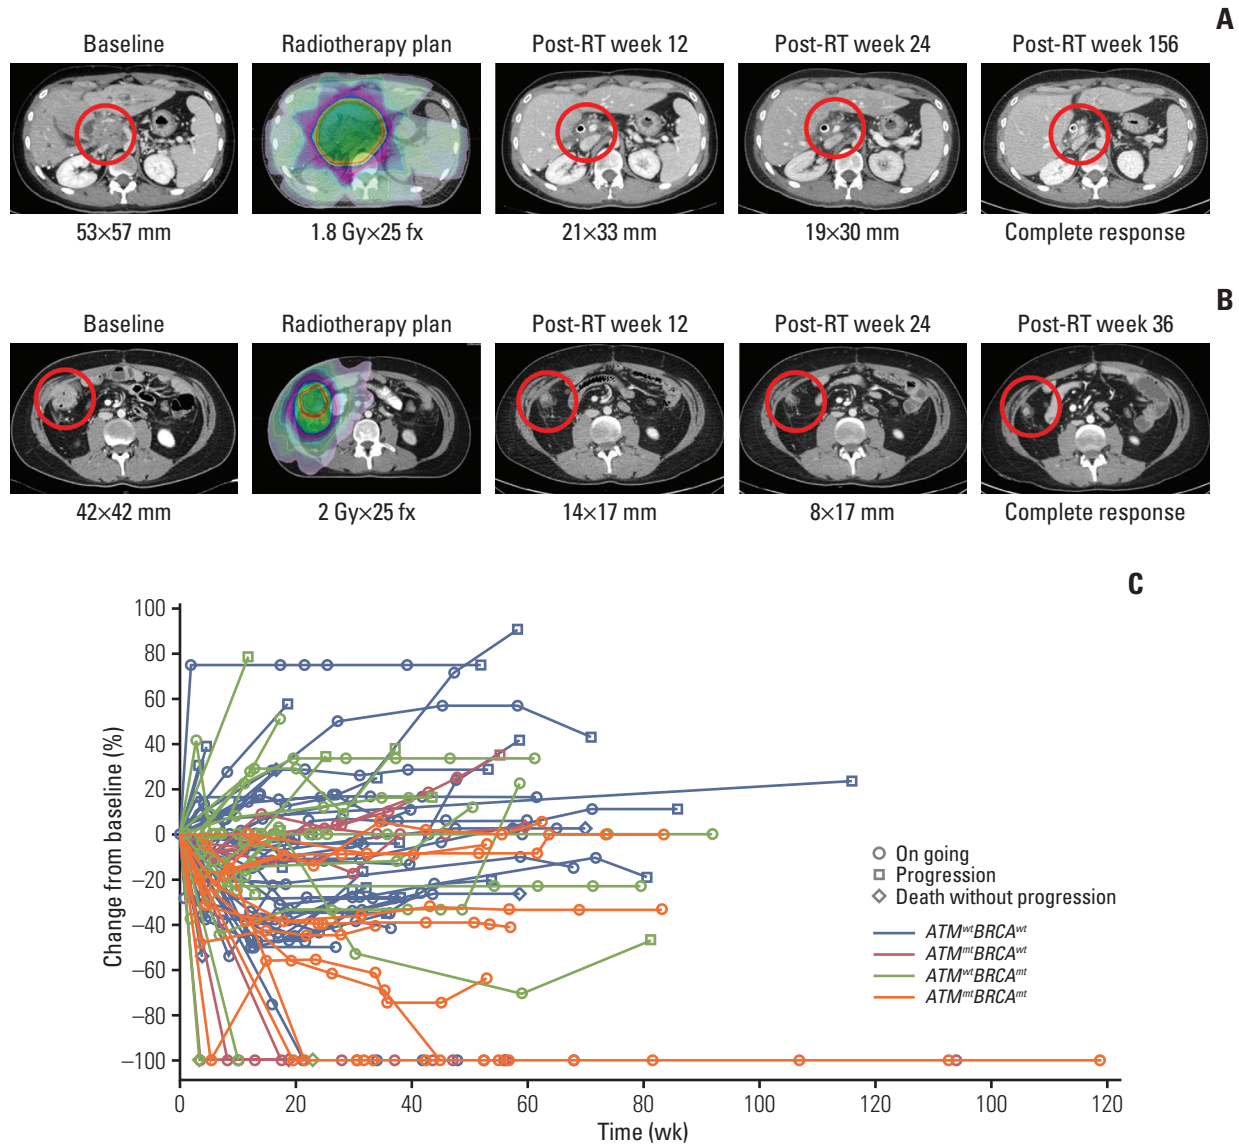 A
Baseline
Radiotherapy plan
Post-RT week 12
Post-RT week 24
Post-RT week 156
53×57 mm
1.8 Gy×25 fx
21×33 mm
19×30 mm
Complete response
B
Baseline
Radiotherapy plan
Post-RT week 12
Post-RT week 24
Post-RT week 36
42×42 mm
2 Gy×25 fx
14×17 mm
8×17 mm
Complete response
C
Change from baseline (%)
100
80
60
40
20
0
−20
−40
−60
−80
−100
On going
Progression
Death without progression
ATMwtBRCAwt
ATMmtBRCAwt
ATMwtBRCAmt
ATMmtBRCAmt
0 20 40 60 80 100 120 100 120
Time (wk)